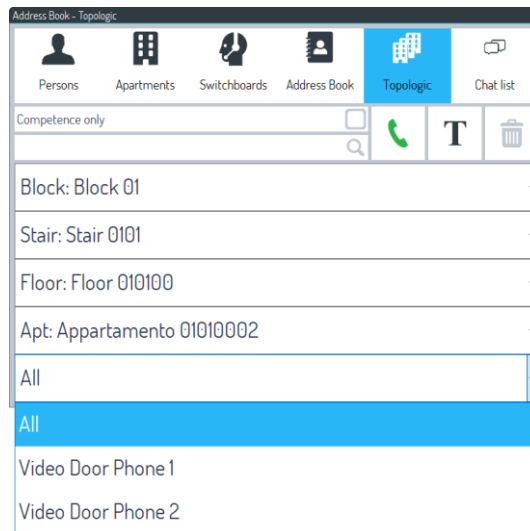 Address Book - Topologic
Persons Apartments Switchboards Address Book Topologic Chat list
Competence only
T
Block: Block 01
Stair: Stair 0101
Floor: Floor 010100
Apt: Appartamento 01010002
All
All
Video Door Phone 1
Video Door Phone 2